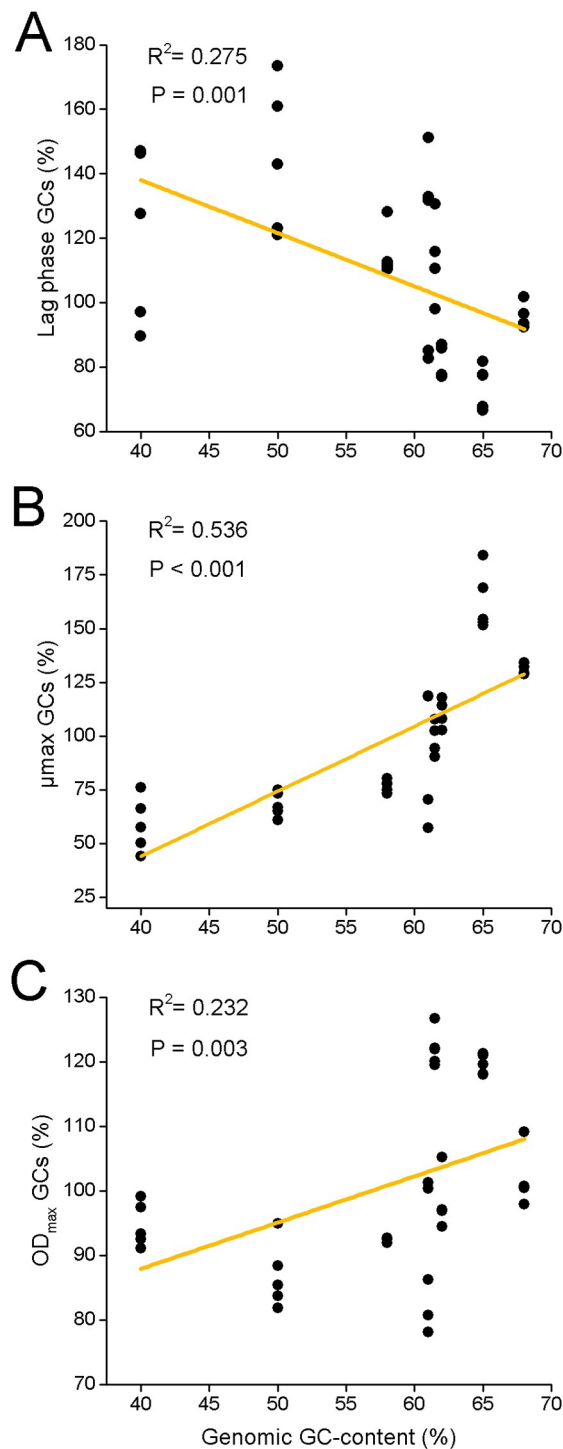 A
R²= 0.275
P = 0.001
Lag phase GCs (%)
180
160
140
120
100
80
60
40 45 50 55 60 65 70
B
R²= 0.536
P < 0.001
µmax GCs (%)
200
175
150
125
100
75
50
25
40 45 50 55 60 65 70
C
R²= 0.232
P = 0.003
ODmax GCs (%)
130
120
110
100
90
80
70
40 45 50 55 60 65 70
Genomic GC-content (%)